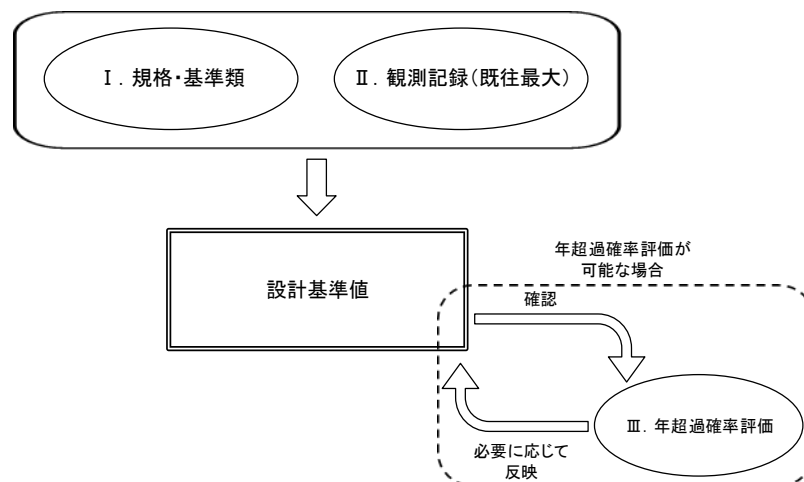 Ⅰ．規格・基準類
Ⅱ．観測記録（既往最大）
設計基準値
年超過確率評価が
可能な場合
確認
Ⅲ．年超過確率評価
必要に応じて
反映